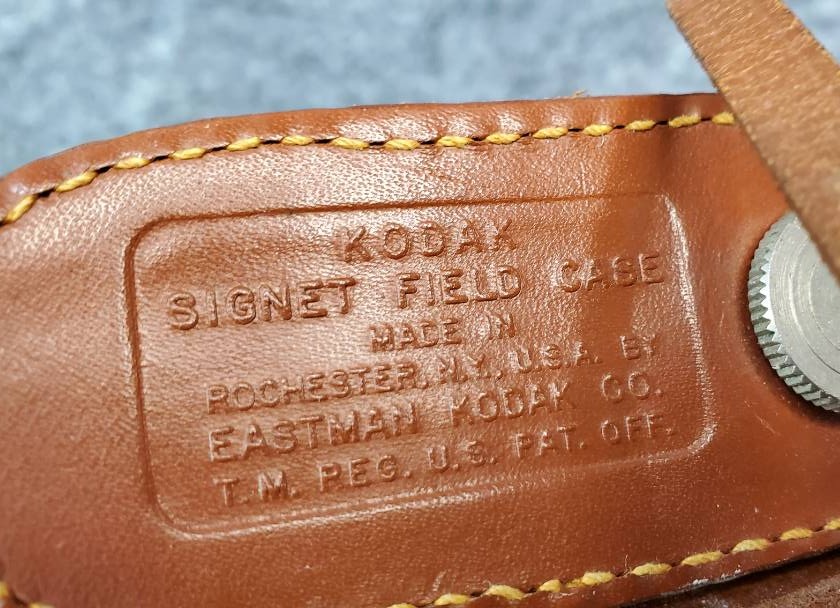 KODAK
SIGNET FIELD CASE
MADE IN
ROCHESTER, N.Y., U.S.A. BY
EASTMAN KODAK CO.
T.M. REG. U.S. PAT. OFF.